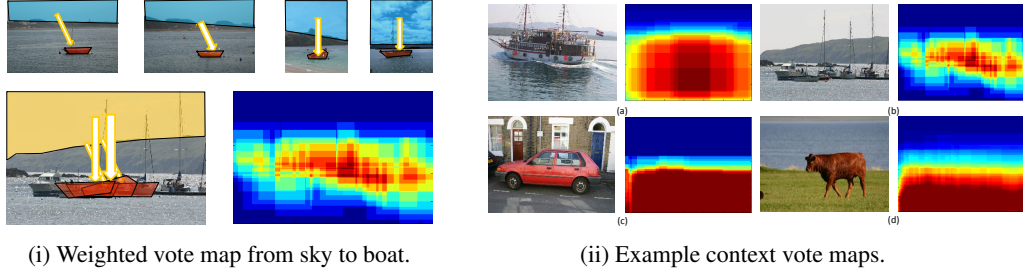 (a)
(b)
(c)
(d)
(i) Weighted vote map from sky to boat.
(ii) Example context vote maps.